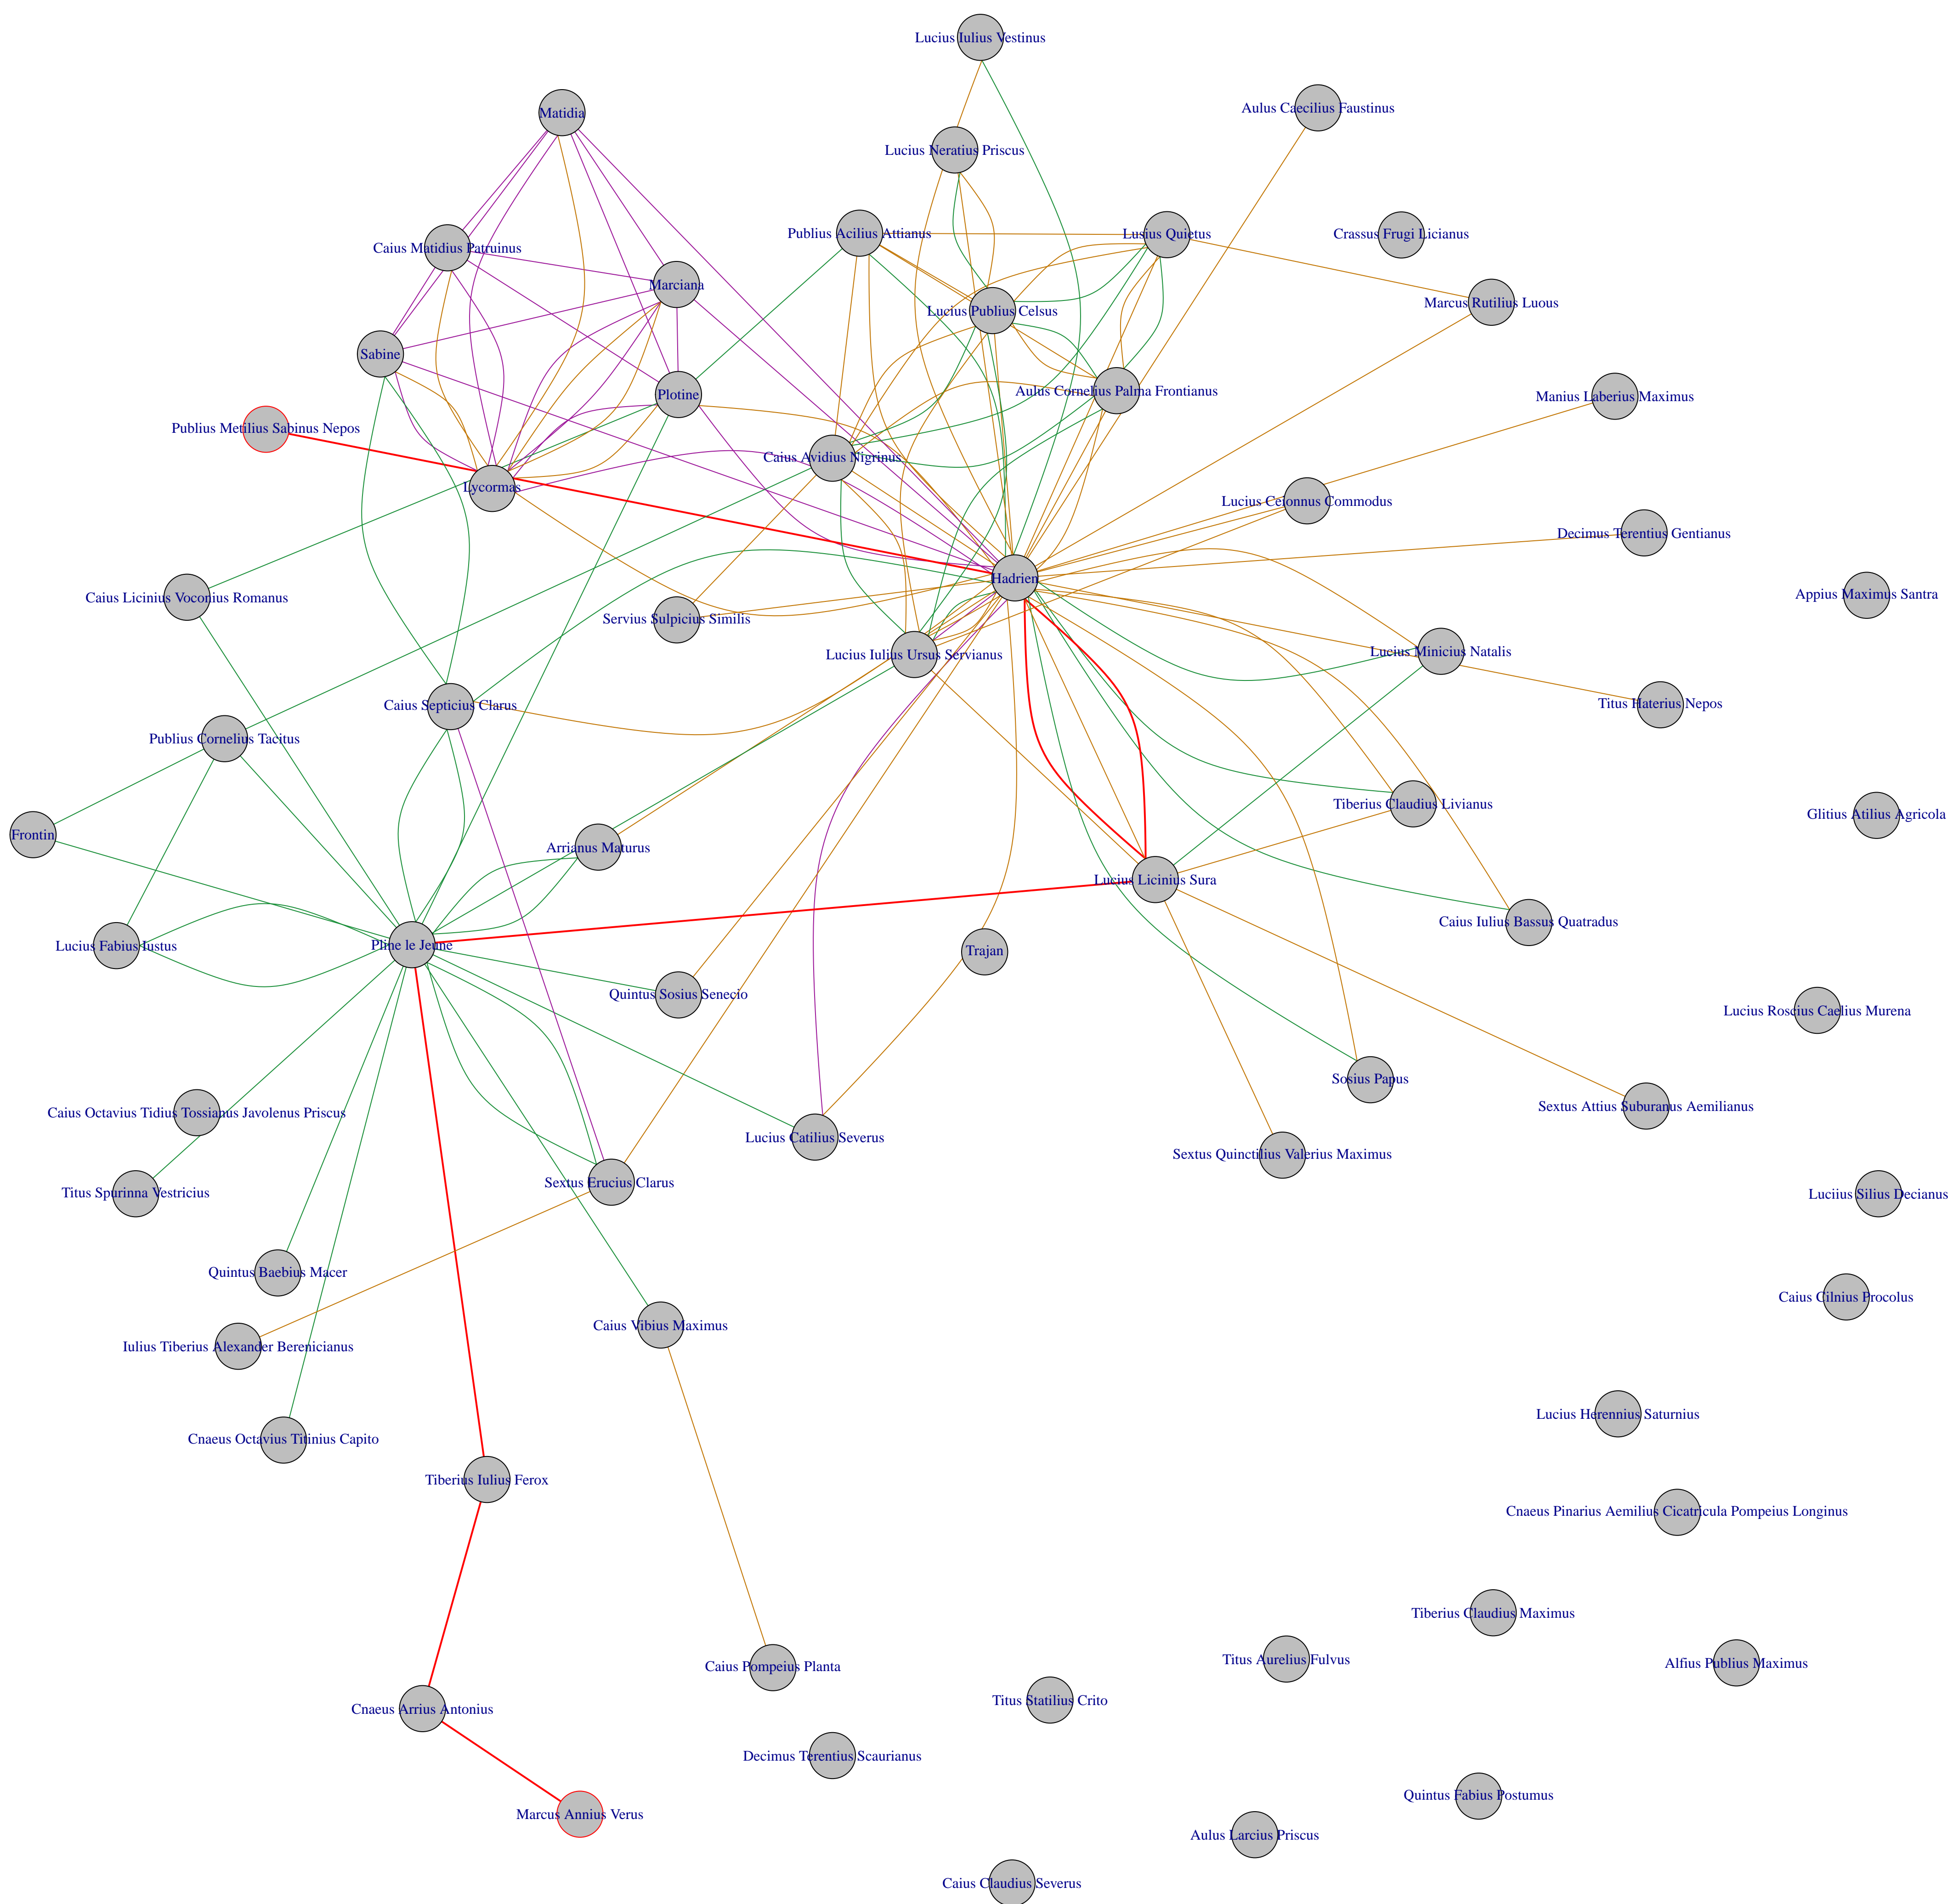 Lucius Iulius Vestinus
Aulus Caecilius Faustinus
Matidia
Lucius Neratius Priscus
Publius Acilius Attianus
Lusius Quietus
Crassus Frugi Licianus
Caius Matidius Patruinus
Marciana
Marcus Rutilius Luous
Lucius Publius Celsus
Sabine
Plotine
Aulus Cornelius Palma Frontianus
Manius Laberius Maximus
Publius Metilius Sabinus Nepos
Caius Avidius Nigrinus
Lycormas
Lucius Ceionnus Commodus
Decimus Terentius Gentianus
Hadrien
Appius Maximus Santra
Caius Licinius Voconius Romanus
Servius Sulpicius Similis
Lucius Iulius Ursus Servianus
Lucius Minicius Natalis
Caius Septicius Clarus
Titus Haterius Nepos
Publius Cornelius Tacitus
Tiberius Claudius Livianus
Glitius Atilius Agricola
Frontin
Arrianus Maturus
Lucius Licinius Sura
Caius Iulius Bassus Quatradus
Lucius Fabius Iustus
Pline le Jeune
Trajan
Quintus Sosius Senecio
Lucius Roscius Caelius Murena
Sosius Papus
Sextus Attius Suburanus Aemilianus
Caius Octavius Tidius Tossianus Javolenus Priscus
Lucius Catilius Severus
Sextus Quinctilius Valerius Maximus
Sextus Erucius Clarus
Titus Spurinna Vestricius
Luciius Silius Decianus
Quintus Baebius Macer
Caius Cilnius Procolus
Caius Vibius Maximus
Iulius Tiberius Alexander Berenicianus
Lucius Herennius Saturnius
Cnaeus Octavius Titinius Capito
Tiberius Iulius Ferox
Cnaeus Pinarius Aemilius Cicatricula Pompeius Longinus
Tiberius Claudius Maximus
Titus Aurelius Fulvus
Alfius Publius Maximus
Caius Pompeius Planta
Titus Statilius Crito
Cnaeus Arrius Antonius
Decimus Terentius Scaurianus
Quintus Fabius Postumus
Marcus Annius Verus
Aulus Larcius Priscus
Caius Claudius Severus